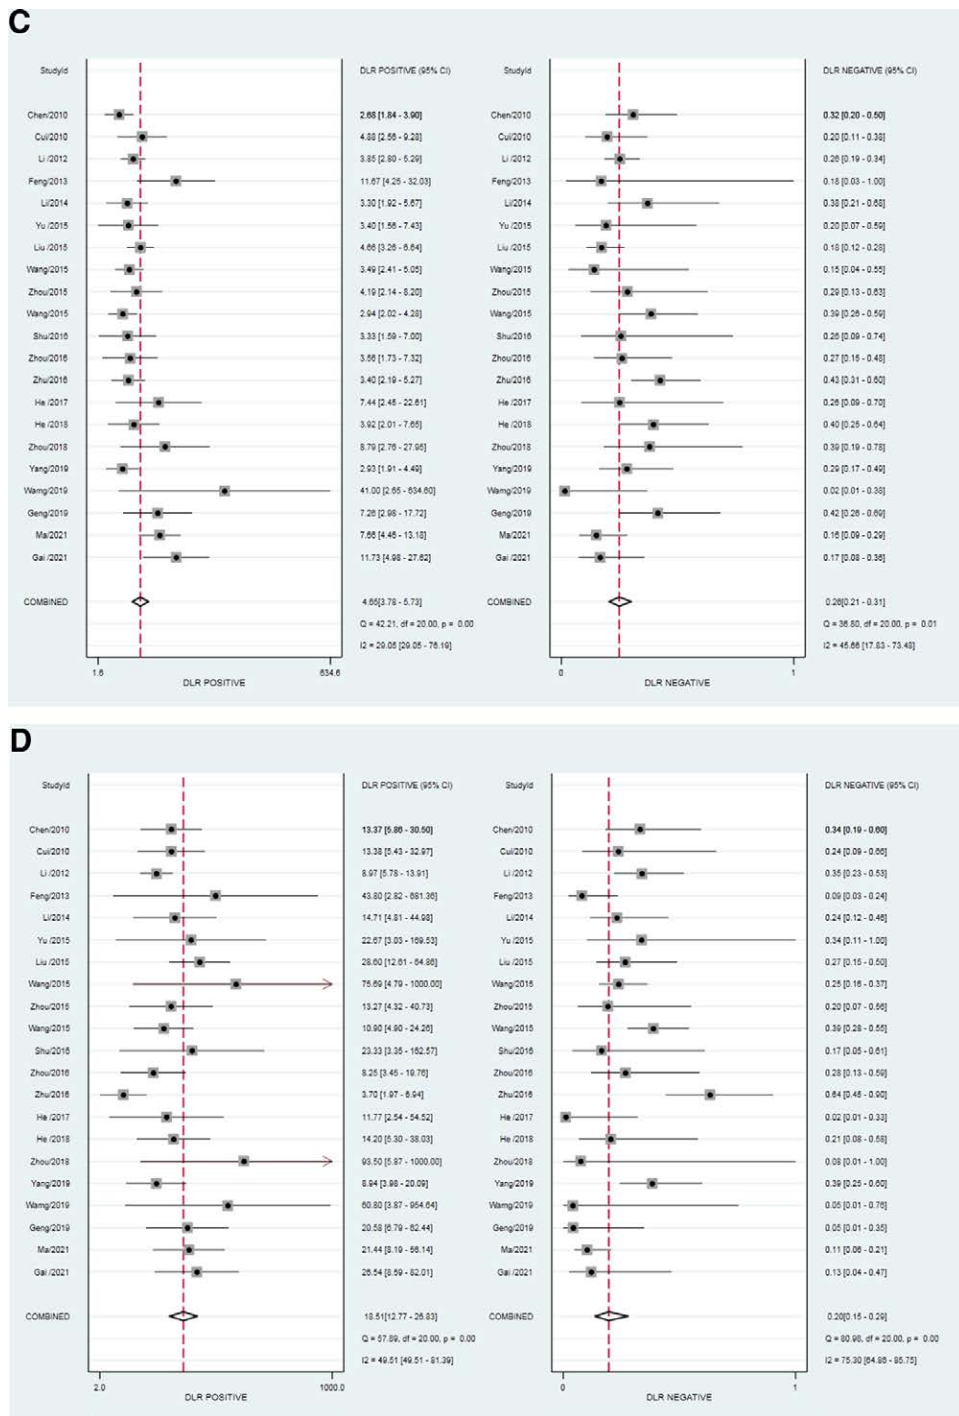 C
StudyId DLR POSITIVE (95% CI) StudyId DLR NEGATIVE (95% CI)
Chen/2010 2.68 [1.84 - 3.90] Chen/2010 0.32 [0.20 - 0.50]
Cui/2010 4.88 [2.56 - 9.28] Cui/2010 0.20 [0.11 - 0.38]
Li /2012 3.85 [2.80 - 5.29] Li /2012 0.26 [0.19 - 0.34]
Feng/2013 11.67 [4.25 - 32.03] Feng/2013 0.18 [0.03 - 1.00]
Li/2014 3.30 [1.92 - 5.67] Li/2014 0.38 [0.21 - 0.68]
Yu /2015 3.40 [1.56 - 7.43] Yu /2015 0.20 [0.07 - 0.59]
Liu /2015 4.66 [3.26 - 6.64] Liu /2015 0.18 [0.12 - 0.28]
Wang/2015 3.49 [2.41 - 5.05] Wang/2015 0.15 [0.04 - 0.55]
Zhou/2015 4.19 [2.14 - 8.20] Zhou/2015 0.29 [0.13 - 0.63]
Wang/2015 2.94 [2.02 - 4.28] Wang/2015 0.39 [0.26 - 0.59]
Shu/2016 3.33 [1.59 - 7.00] Shu/2016 0.26 [0.09 - 0.74]
Zhou/2016 3.56 [1.73 - 7.32] Zhou/2016 0.27 [0.15 - 0.48]
Zhu/2016 3.40 [2.19 - 5.27] Zhu/2016 0.43 [0.31 - 0.60]
He /2017 7.44 [2.45 - 22.61] He /2017 0.26 [0.09 - 0.70]
He /2018 3.92 [2.01 - 7.65] He /2018 0.40 [0.25 - 0.64]
Zhou/2018 8.79 [2.76 - 27.95] Zhou/2018 0.39 [0.19 - 0.78]
Yang/2019 2.93 [1.91 - 4.49] Yang/2019 0.29 [0.17 - 0.49]
Wamg/2019 41.00 [2.65 - 634.60] Wamg/2019 0.02 [0.01 - 0.38]
Geng/2019 7.26 [2.98 - 17.72] Geng/2019 0.42 [0.26 - 0.69]
Ma/2021 7.66 [4.46 - 13.18] Ma/2021 0.16 [0.09 - 0.29]
Gai /2021 11.73 [4.98 - 27.62] Gai /2021 0.17 [0.08 - 0.36]
COMBINED 4.65[3.78 - 5.73] COMBINED 0.26[0.21 - 0.31]
Q = 42.21, df = 20.00, p = 0.00 Q = 36.80, df = 20.00, p = 0.01
I2 = 29.05 [29.05 - 76.19] I2 = 45.66 [17.83 - 73.48]
1.6 634.6 0 1
DLR POSITIVE DLR NEGATIVE
D
StudyId DLR POSITIVE (95% CI) StudyId DLR NEGATIVE (95% CI)
Chen/2010 13.37 [5.86 - 30.50] Chen/2010 0.34 [0.19 - 0.60]
Cui/2010 13.38 [5.43 - 32.97] Cui/2010 0.24 [0.09 - 0.66]
Li /2012 8.97 [5.78 - 13.91] Li /2012 0.35 [0.23 - 0.53]
Feng/2013 43.80 [2.82 - 681.36] Feng/2013 0.09 [0.03 - 0.24]
Li/2014 14.71 [4.81 - 44.98] Li/2014 0.24 [0.12 - 0.46]
Yu /2015 22.67 [3.03 - 169.53] Yu /2015 0.34 [0.11 - 1.00]
Liu /2015 28.60 [12.61 - 64.86] Liu /2015 0.27 [0.15 - 0.50]
Wang/2015 75.69 [4.79 - 1000.00] Wang/2015 0.25 [0.16 - 0.37]
Zhou/2015 13.27 [4.32 - 40.73] Zhou/2015 0.20 [0.07 - 0.56]
Wang/2015 10.90 [4.90 - 24.26] Wang/2015 0.39 [0.28 - 0.55]
Shu/2016 23.33 [3.35 - 162.57] Shu/2016 0.17 [0.05 - 0.61]
Zhou/2016 8.25 [3.45 - 19.76] Zhou/2016 0.28 [0.13 - 0.59]
Zhu/2016 3.70 [1.97 - 6.94] Zhu/2016 0.64 [0.45 - 0.90]
He /2017 11.77 [2.54 - 54.52] He /2017 0.02 [0.01 - 0.33]
He /2018 14.20 [5.30 - 38.03] He /2018 0.21 [0.08 - 0.58]
Zhou/2018 93.50 [5.87 - 1000.00] Zhou/2018 0.08 [0.01 - 1.00]
Yang/2019 8.94 [3.98 - 20.09] Yang/2019 0.39 [0.25 - 0.60]
Wamg/2019 60.80 [3.87 - 954.64] Wamg/2019 0.05 [0.01 - 0.76]
Geng/2019 20.58 [6.79 - 62.44] Geng/2019 0.05 [0.01 - 0.35]
Ma/2021 21.44 [8.19 - 56.14] Ma/2021 0.11 [0.06 - 0.21]
Gai /2021 26.54 [8.59 - 82.01] Gai /2021 0.13 [0.04 - 0.47]
COMBINED 18.51[12.77 - 26.83] COMBINED 0.20[0.15 - 0.29]
Q = 57.89, df = 20.00, p = 0.00 Q = 80.98, df = 20.00, p = 0.00
I2 = 49.51 [49.51 - 81.39] I2 = 75.30 [64.86 - 85.75]
2.0 1000.0 0 1
DLR POSITIVE DLR NEGATIVE